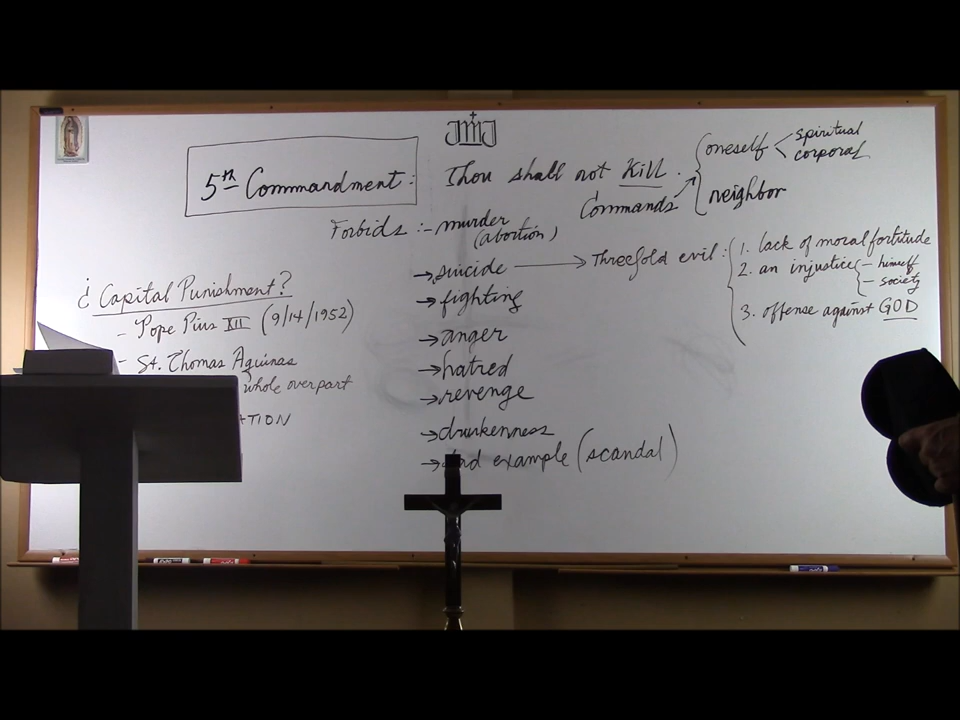 JMJ
5th Commandment:
Thou shall not Kill.
Commands
oneself
spiritual
corporal
neighbor
Forbids:- murder
(abortion)
suicide
Threefold evil:
1. lack of moral fortitude
2. an injustice
- himself
- society
3. offense against GOD
fighting
anger
hatred
revenge
drunkenness
bad example (scandal)
¿ Capital Punishment?
- Pope Pius XII (9/14/1952)
- St. Thomas Aquinas
whole over part
ATION